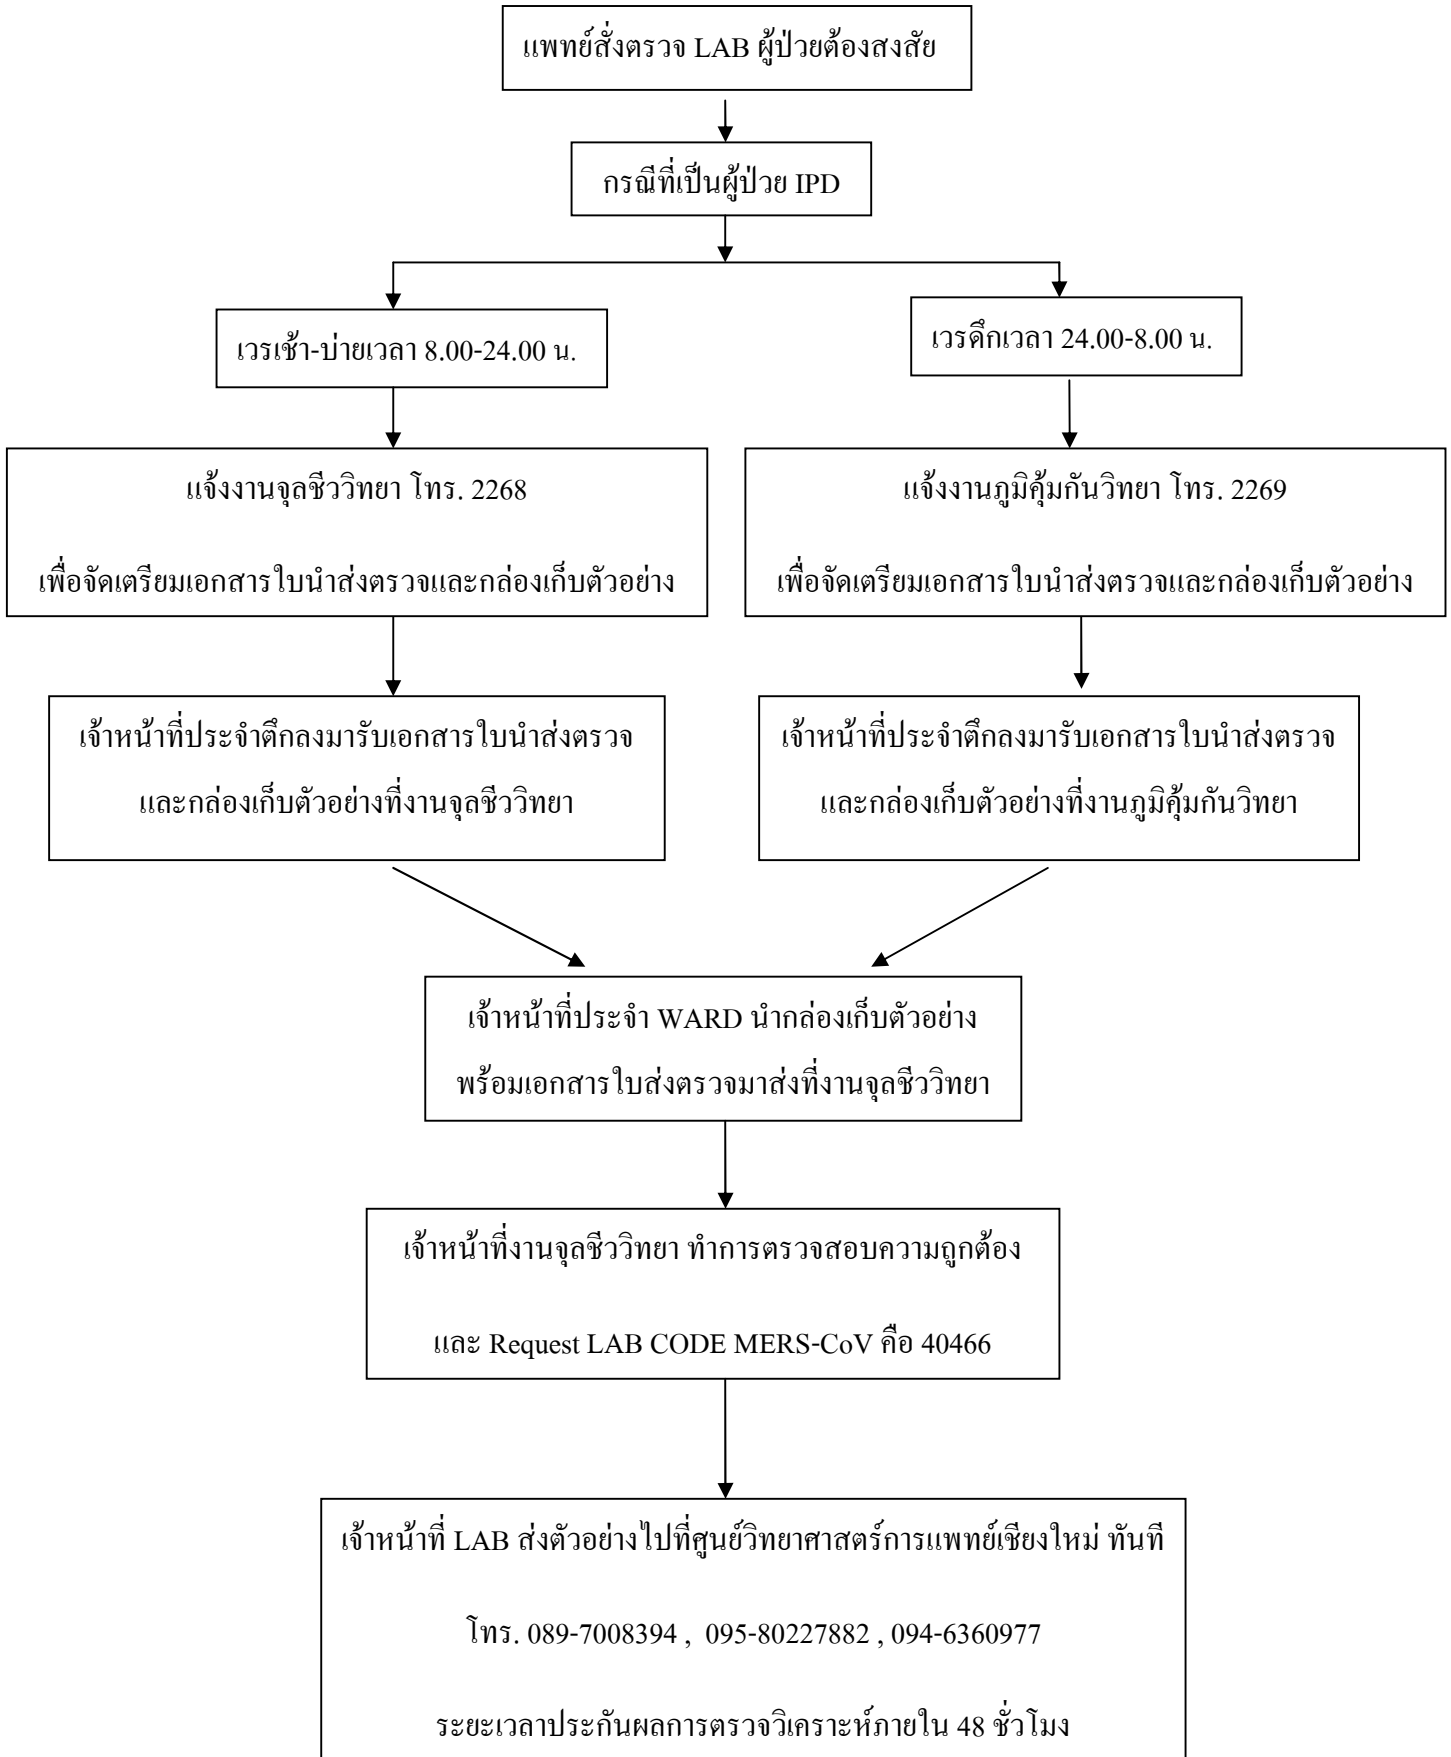 แพทย์สั่งตรวจ LAB ผู้ป่วยต้องสงสัย
กรณีที่เป็นผู้ป่วย IPD
เวรเช้า-บ่ายเวลา 8.00-24.00 น.
เวรดึกเวลา 24.00-8.00 น.
แจ้งงานจุลชีววิทยา โทร. 2268
เพื่อจัดเตรียมเอกสารใบนำส่งตรวจและกล่องเก็บตัวอย่าง
แจ้งงานภูมิคุ้มกันวิทยา โทร. 2269
เพื่อจัดเตรียมเอกสารใบนำส่งตรวจและกล่องเก็บตัวอย่าง
เจ้าหน้าที่ประจำตึกลงมารับเอกสารใบนำส่งตรวจ
และกล่องเก็บตัวอย่างที่งานจุลชีววิทยา
เจ้าหน้าที่ประจำตึกลงมารับเอกสารใบนำส่งตรวจ
และกล่องเก็บตัวอย่างที่งานภูมิคุ้มกันวิทยา
เจ้าหน้าที่ประจำ WARD นำกล่องเก็บตัวอย่าง
พร้อมเอกสารใบส่งตรวจมาส่งที่งานจุลชีววิทยา
เจ้าหน้าที่งานจุลชีววิทยา ทำการตรวจสอบความถูกต้อง
และ Request LAB CODE MERS-CoV คือ 40466
เจ้าหน้าที่ LAB ส่งตัวอย่างไปที่ศูนย์วิทยาศาสตร์การแพทย์เชียงใหม่ ทันที
โทร. 089-7008394 , 095-80227882 , 094-6360977
ระยะเวลาประกันผลการตรวจวิเคราะห์ภายใน 48 ชั่วโมง